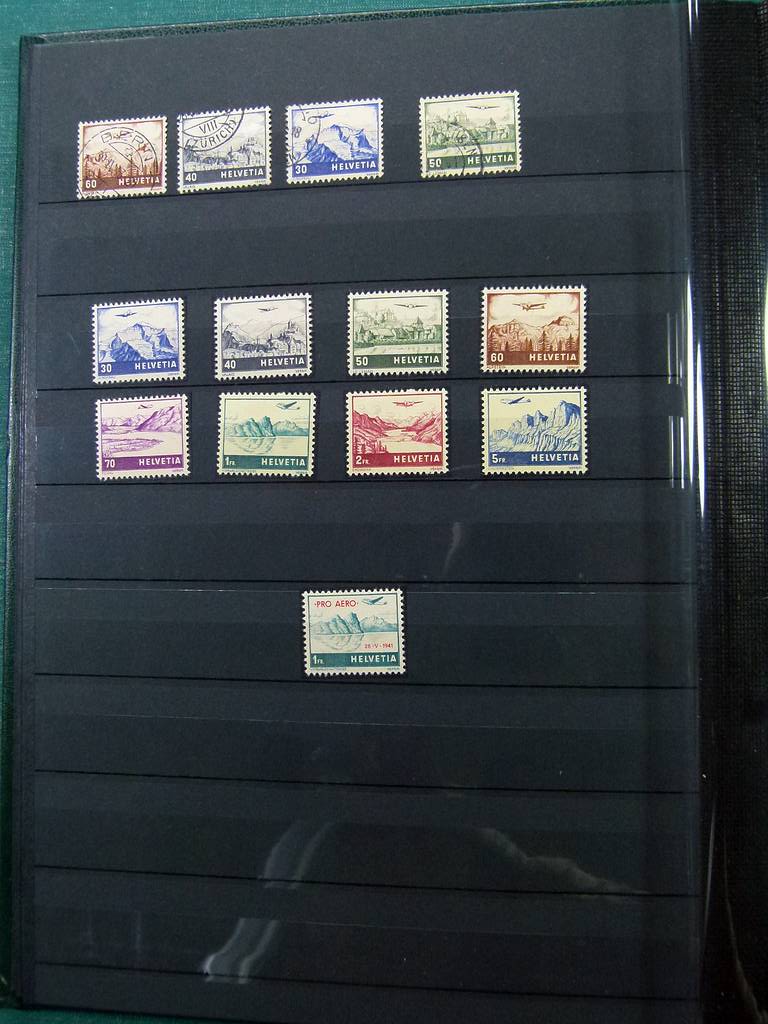 BERN
60 HELVETIA
VIII
(ZÜRICH)
40 HELVETIA
30 HELVETIA
50 HELVETIA
30 HELVETIA
40 HELVETIA
50 HELVETIA
60 HELVETIA
70 HELVETIA
1FR. HELVETIA
2FR. HELVETIA
5FR. HELVETIA
·PRO AERO·
28·V·1941
1FR. HELVETIA